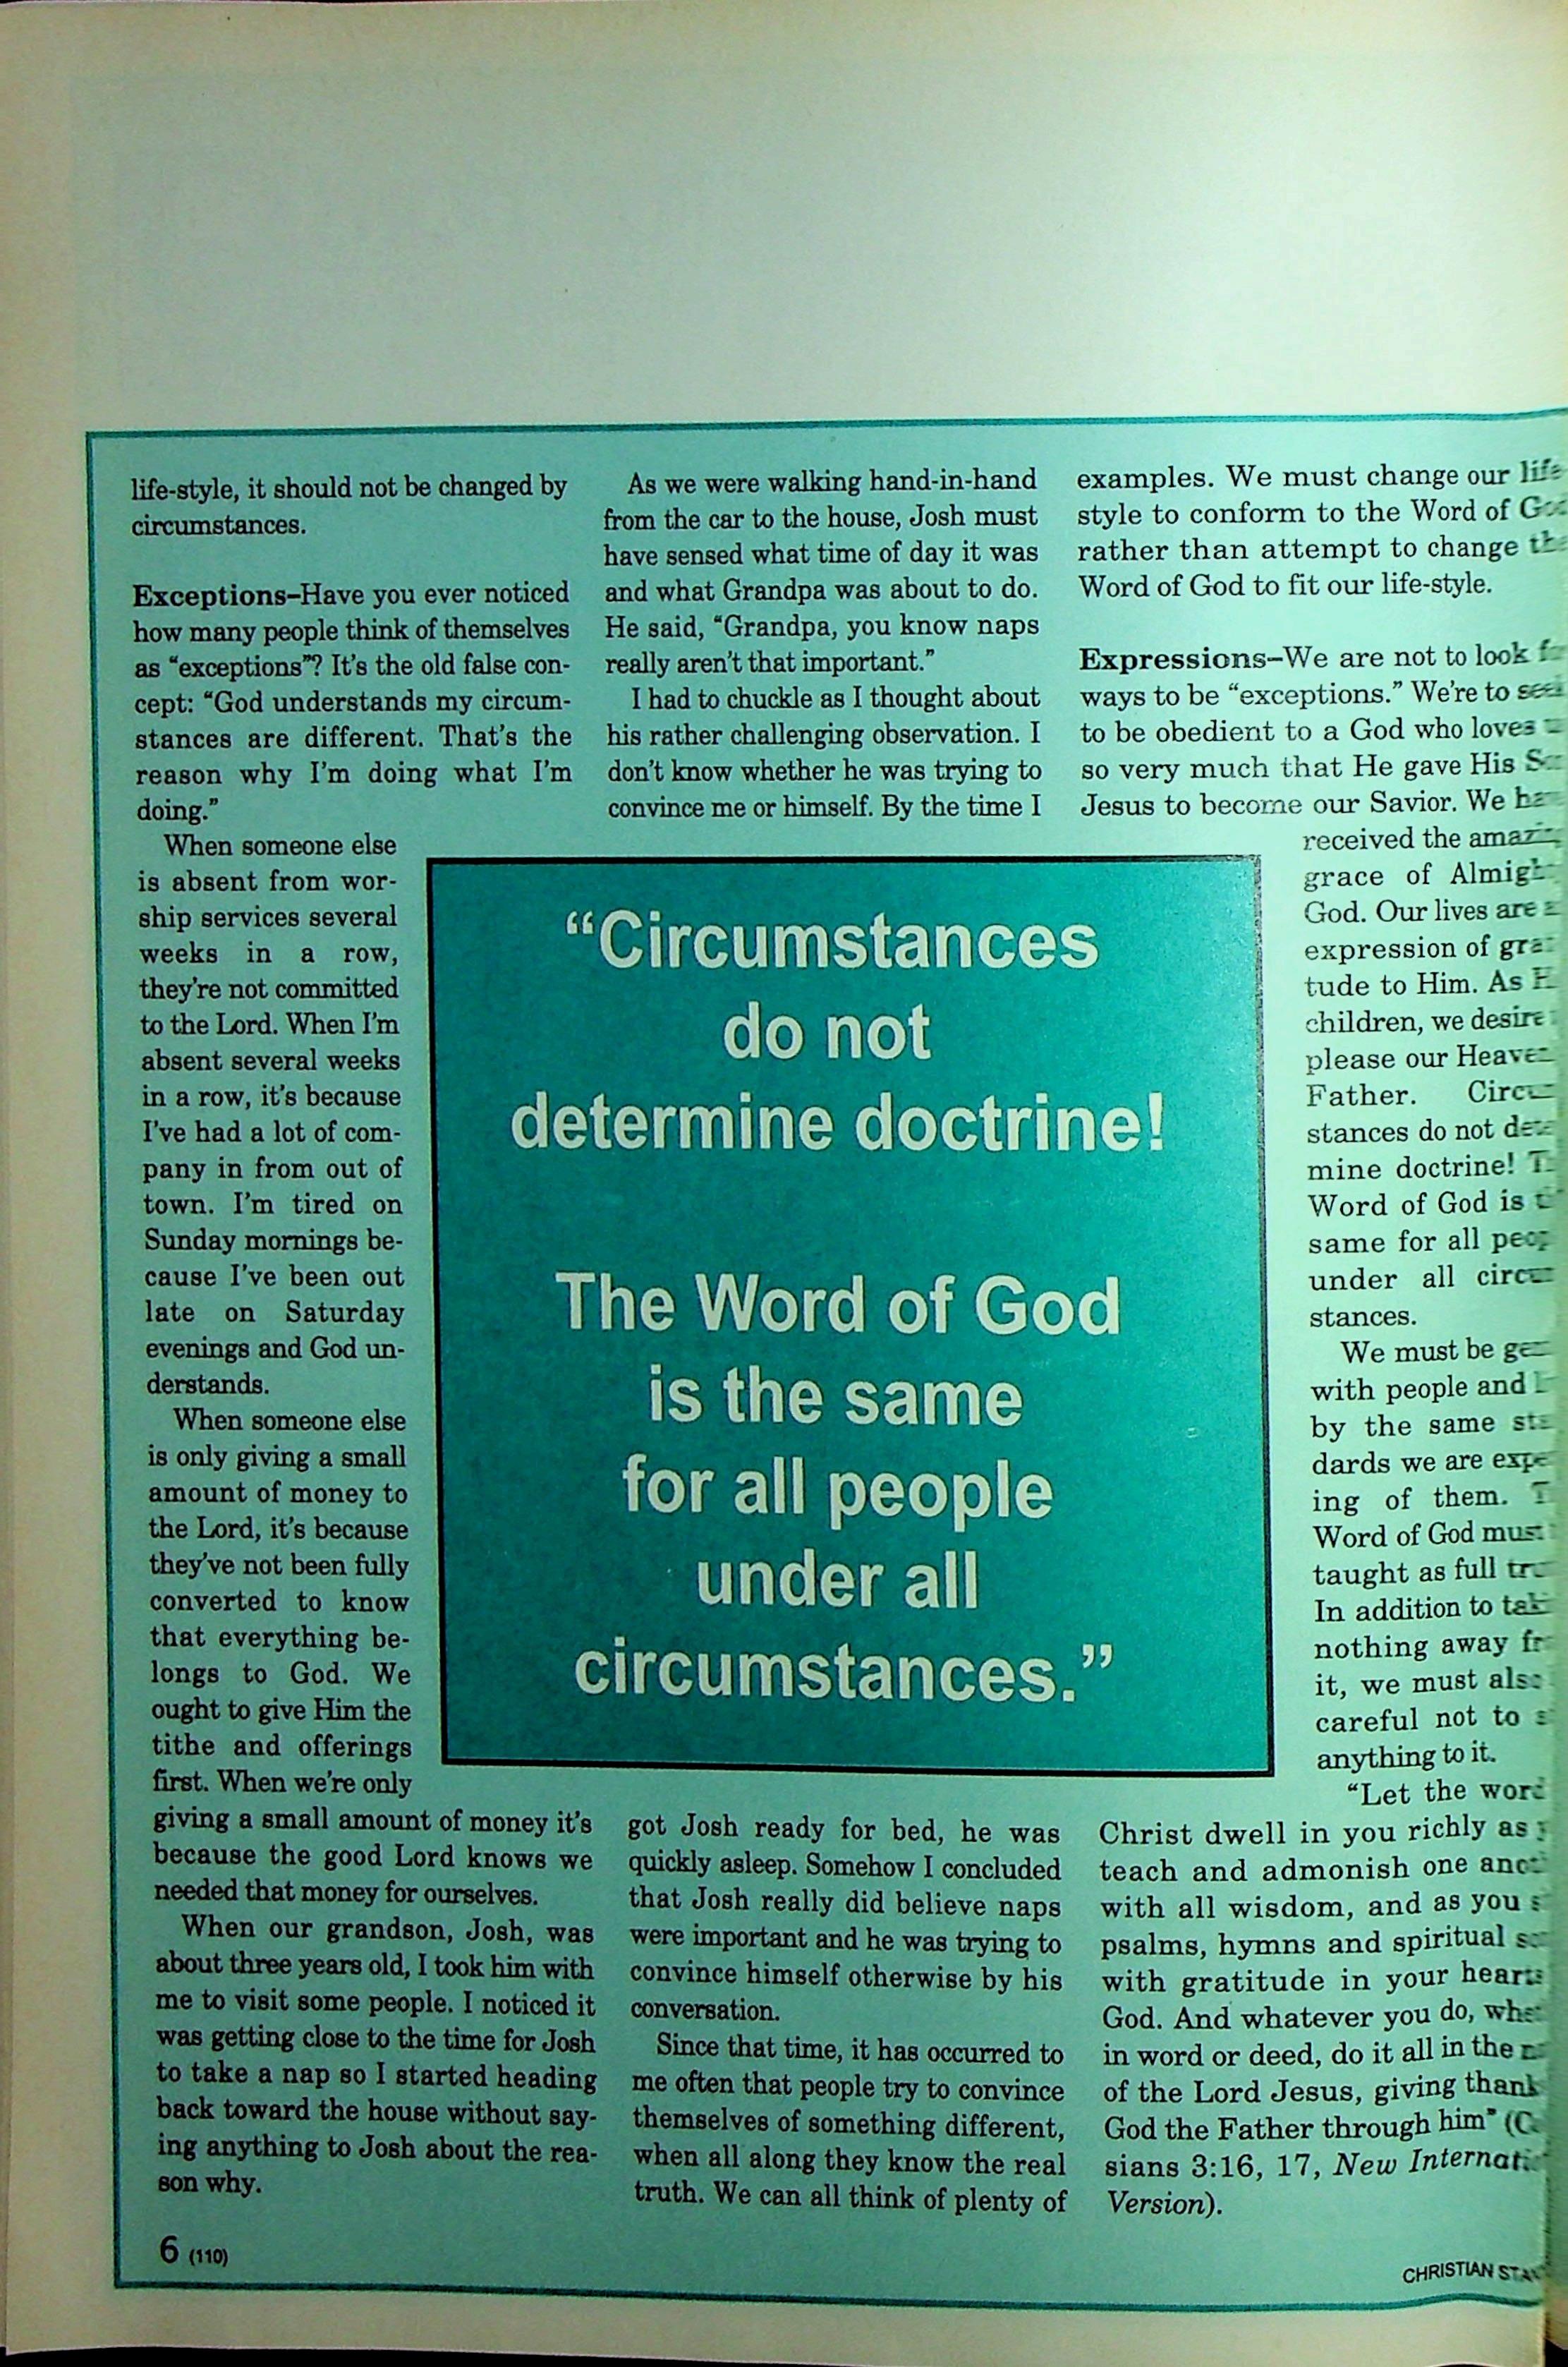 life-style, it should not be changed by
circumstances.
Exceptions–Have you ever noticed
how many people think of themselves
as “exceptions”? It's the old false con-
cept: “God understands my circum-
stances are different. That's the
reason why I'm doing what I'm
doing.”
When someone else
is absent from wor-
ship services several
weeks in a row,
they're not committed
to the Lord. When I'm
absent several weeks
in a row, it's because
I've had a lot of com-
pany in from out of
town. I'm tired on
Sunday mornings be-
cause I've been out
late on Saturday
evenings and God un-
derstands.
When someone else
is only giving a small
amount of money to
the Lord, it's because
they've not been fully
converted to know
that everything be-
longs to God. We
ought to give Him the
tithe and offerings
first. When we're only
giving a small amount of money it's
because the good Lord knows we
needed that money for ourselves.
When our grandson, Josh, was
about three years old, I took him with
me to visit some people. I noticed it
was getting close to the time for Josh
to take a nap so I started heading
back toward the house without say-
ing anything to Josh about the rea-
son why.
As we were walking hand-in-hand
from the car to the house, Josh must
have sensed what time of day it was
and what Grandpa was about to do.
He said, “Grandpa, you know naps
really aren't that important.”
I had to chuckle as I thought about
his rather challenging observation. I
don't know whether he was trying to
convince me or himself. By the time I
“Circumstances
do not
determine doctrine!
The Word of God
is the same
for all people
under all
circumstances.”
got Josh ready for bed, he was
quickly asleep. Somehow I concluded
that Josh really did believe naps
were important and he was trying to
convince himself otherwise by his
conversation.
Since that time, it has occurred to
me often that people try to convince
themselves of something different,
when all along they know the real
truth. We can all think of plenty of
examples. We must change our life
style to conform to the Word of
rather than attempt to change
Word of God to fit our life-style.
Expressions–We are not to look
ways to be “exceptions.” We're to
to be obedient to a God who loves
so very much that He gave His
Jesus to become our Savior. We
received the
grace of
God. Our lives are
expression of
tude to Him. As
children, we desire
please our
Father.
stances do not
mine doctrine!
Word of God is
same for all
under all
stances.
We must be
with people and
by the same
dards we are
ing of them.
Word of God
taught as full
In addition to
nothing away
it, we must
careful not to
anything to it.
“Let the
Christ dwell in you richly as
teach and admonish one
with all wisdom, and as you
psalms, hymns and spiritual
with gratitude in your
God. And whatever you do,
in word or deed, do it all in the
of the Lord Jesus, giving
God the Father through him”
sians 3:16, 17, New
Version).
6 (110)
CHRISTIAN